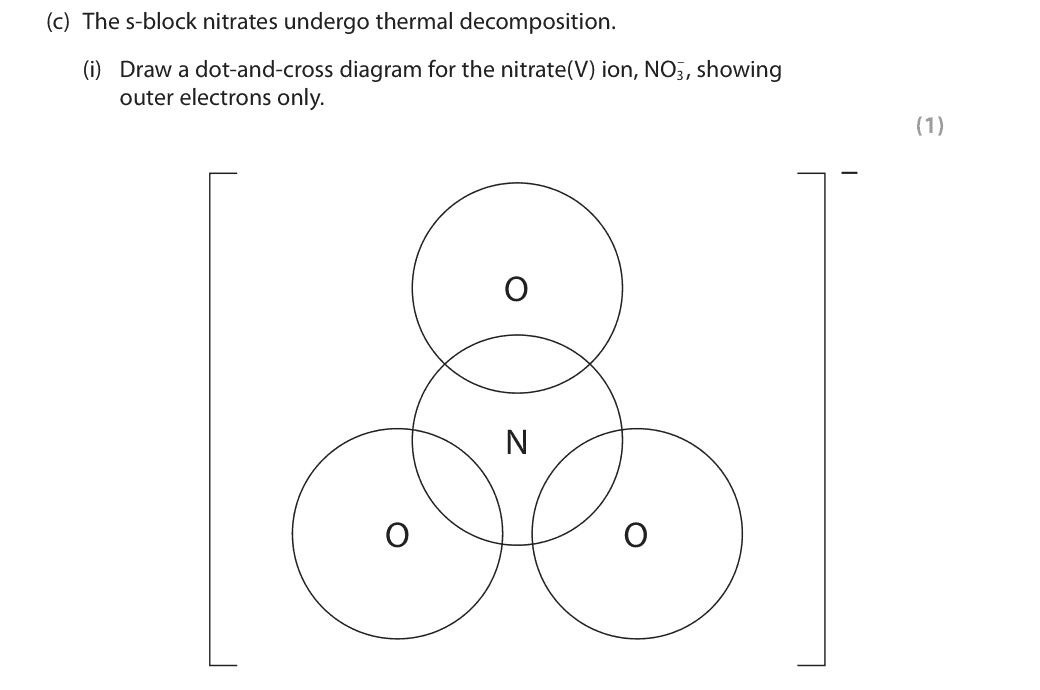 (c) The s-block nitrates undergo thermal decomposition.
(i) Draw a dot-and-cross diagram for the nitrate(V) ion, NO₃⁻, showing
outer electrons only.
(1)
–
O
N
O O